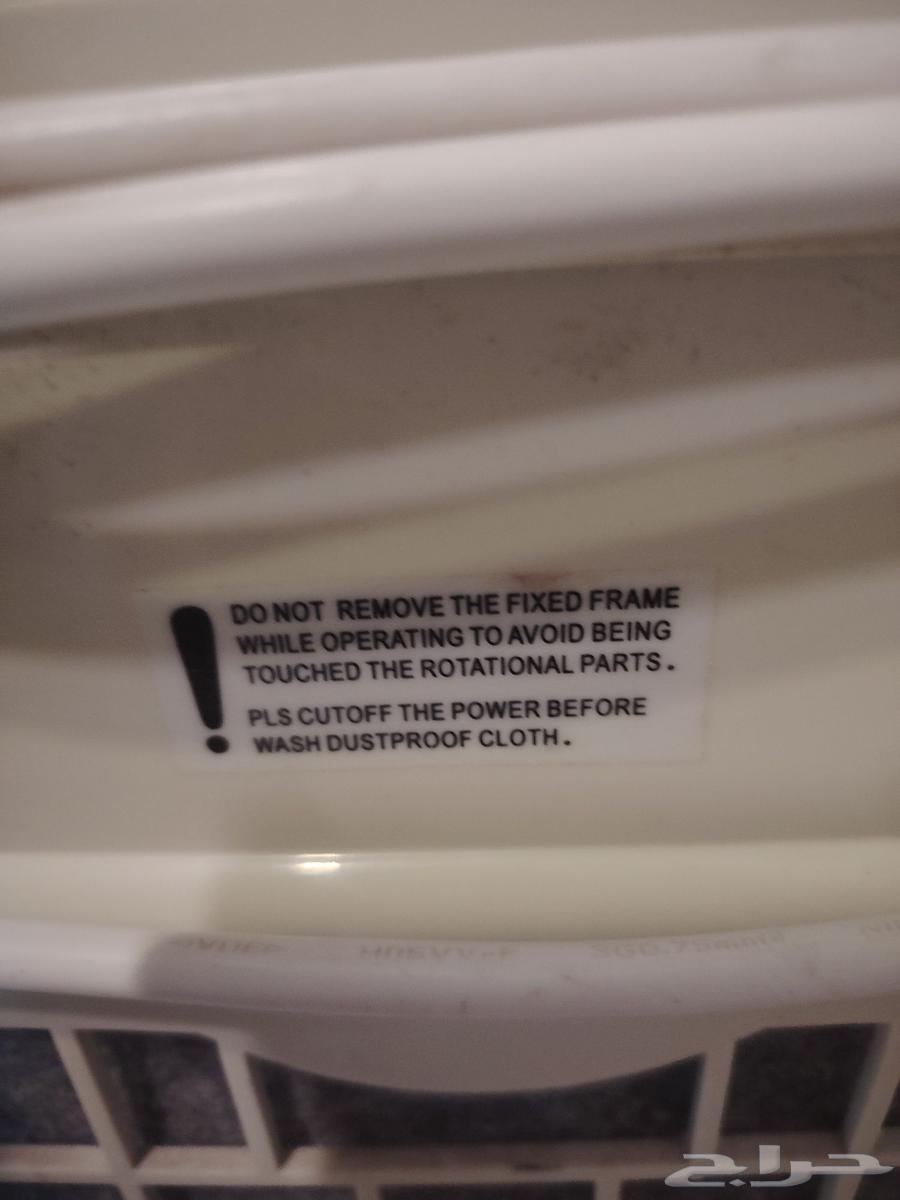 DO NOT REMOVE THE FIXED FRAME
WHILE OPERATING TO AVOID BEING
TOUCHED THE ROTATIONAL PARTS.
PLS CUTOFF THE POWER BEFORE
WASH DUSTPROOF CLOTH.
حراج